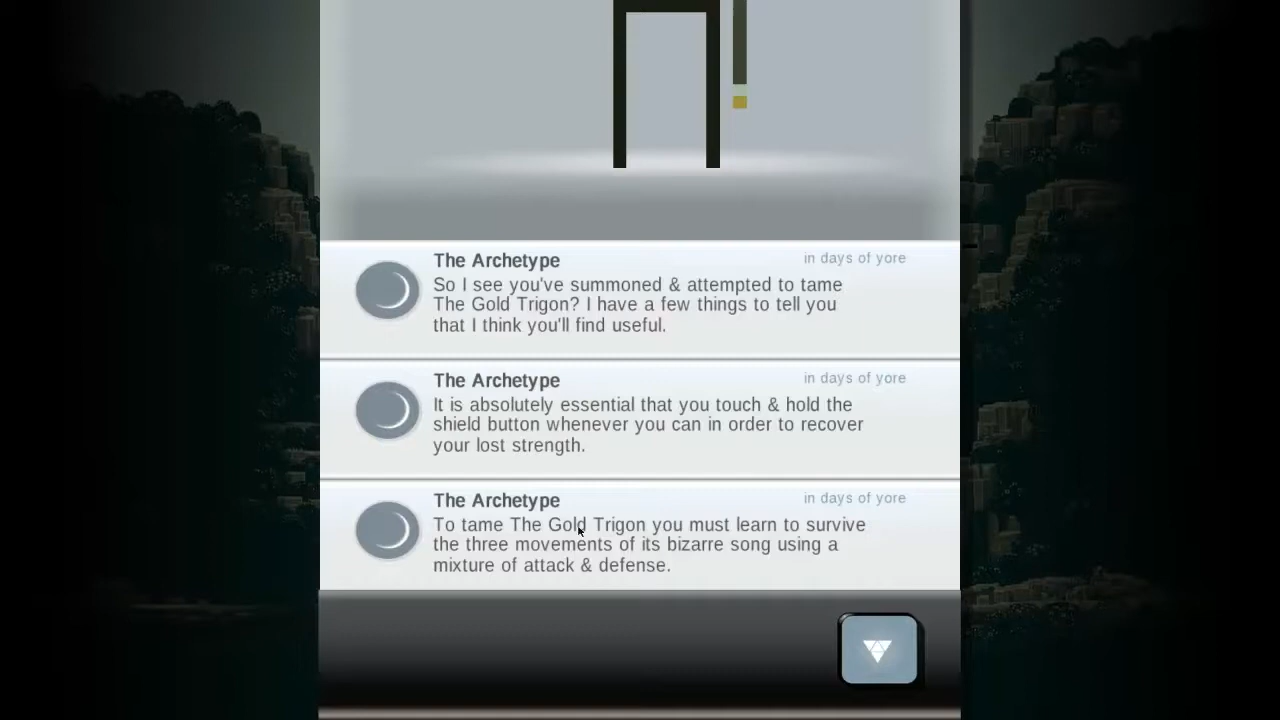 The Archetype
in days of yore
So I see you've summoned & attempted to tame
The Gold Trigon? I have a few things to tell you
that I think you'll find useful.
The Archetype
in days of yore
It is absolutely essential that you touch & hold the
shield button whenever you can in order to recover
your lost strength.
The Archetype
in days of yore
To tame The Gold Trigon you must learn to survive
the three movements of its bizarre song using a
mixture of attack & defense.